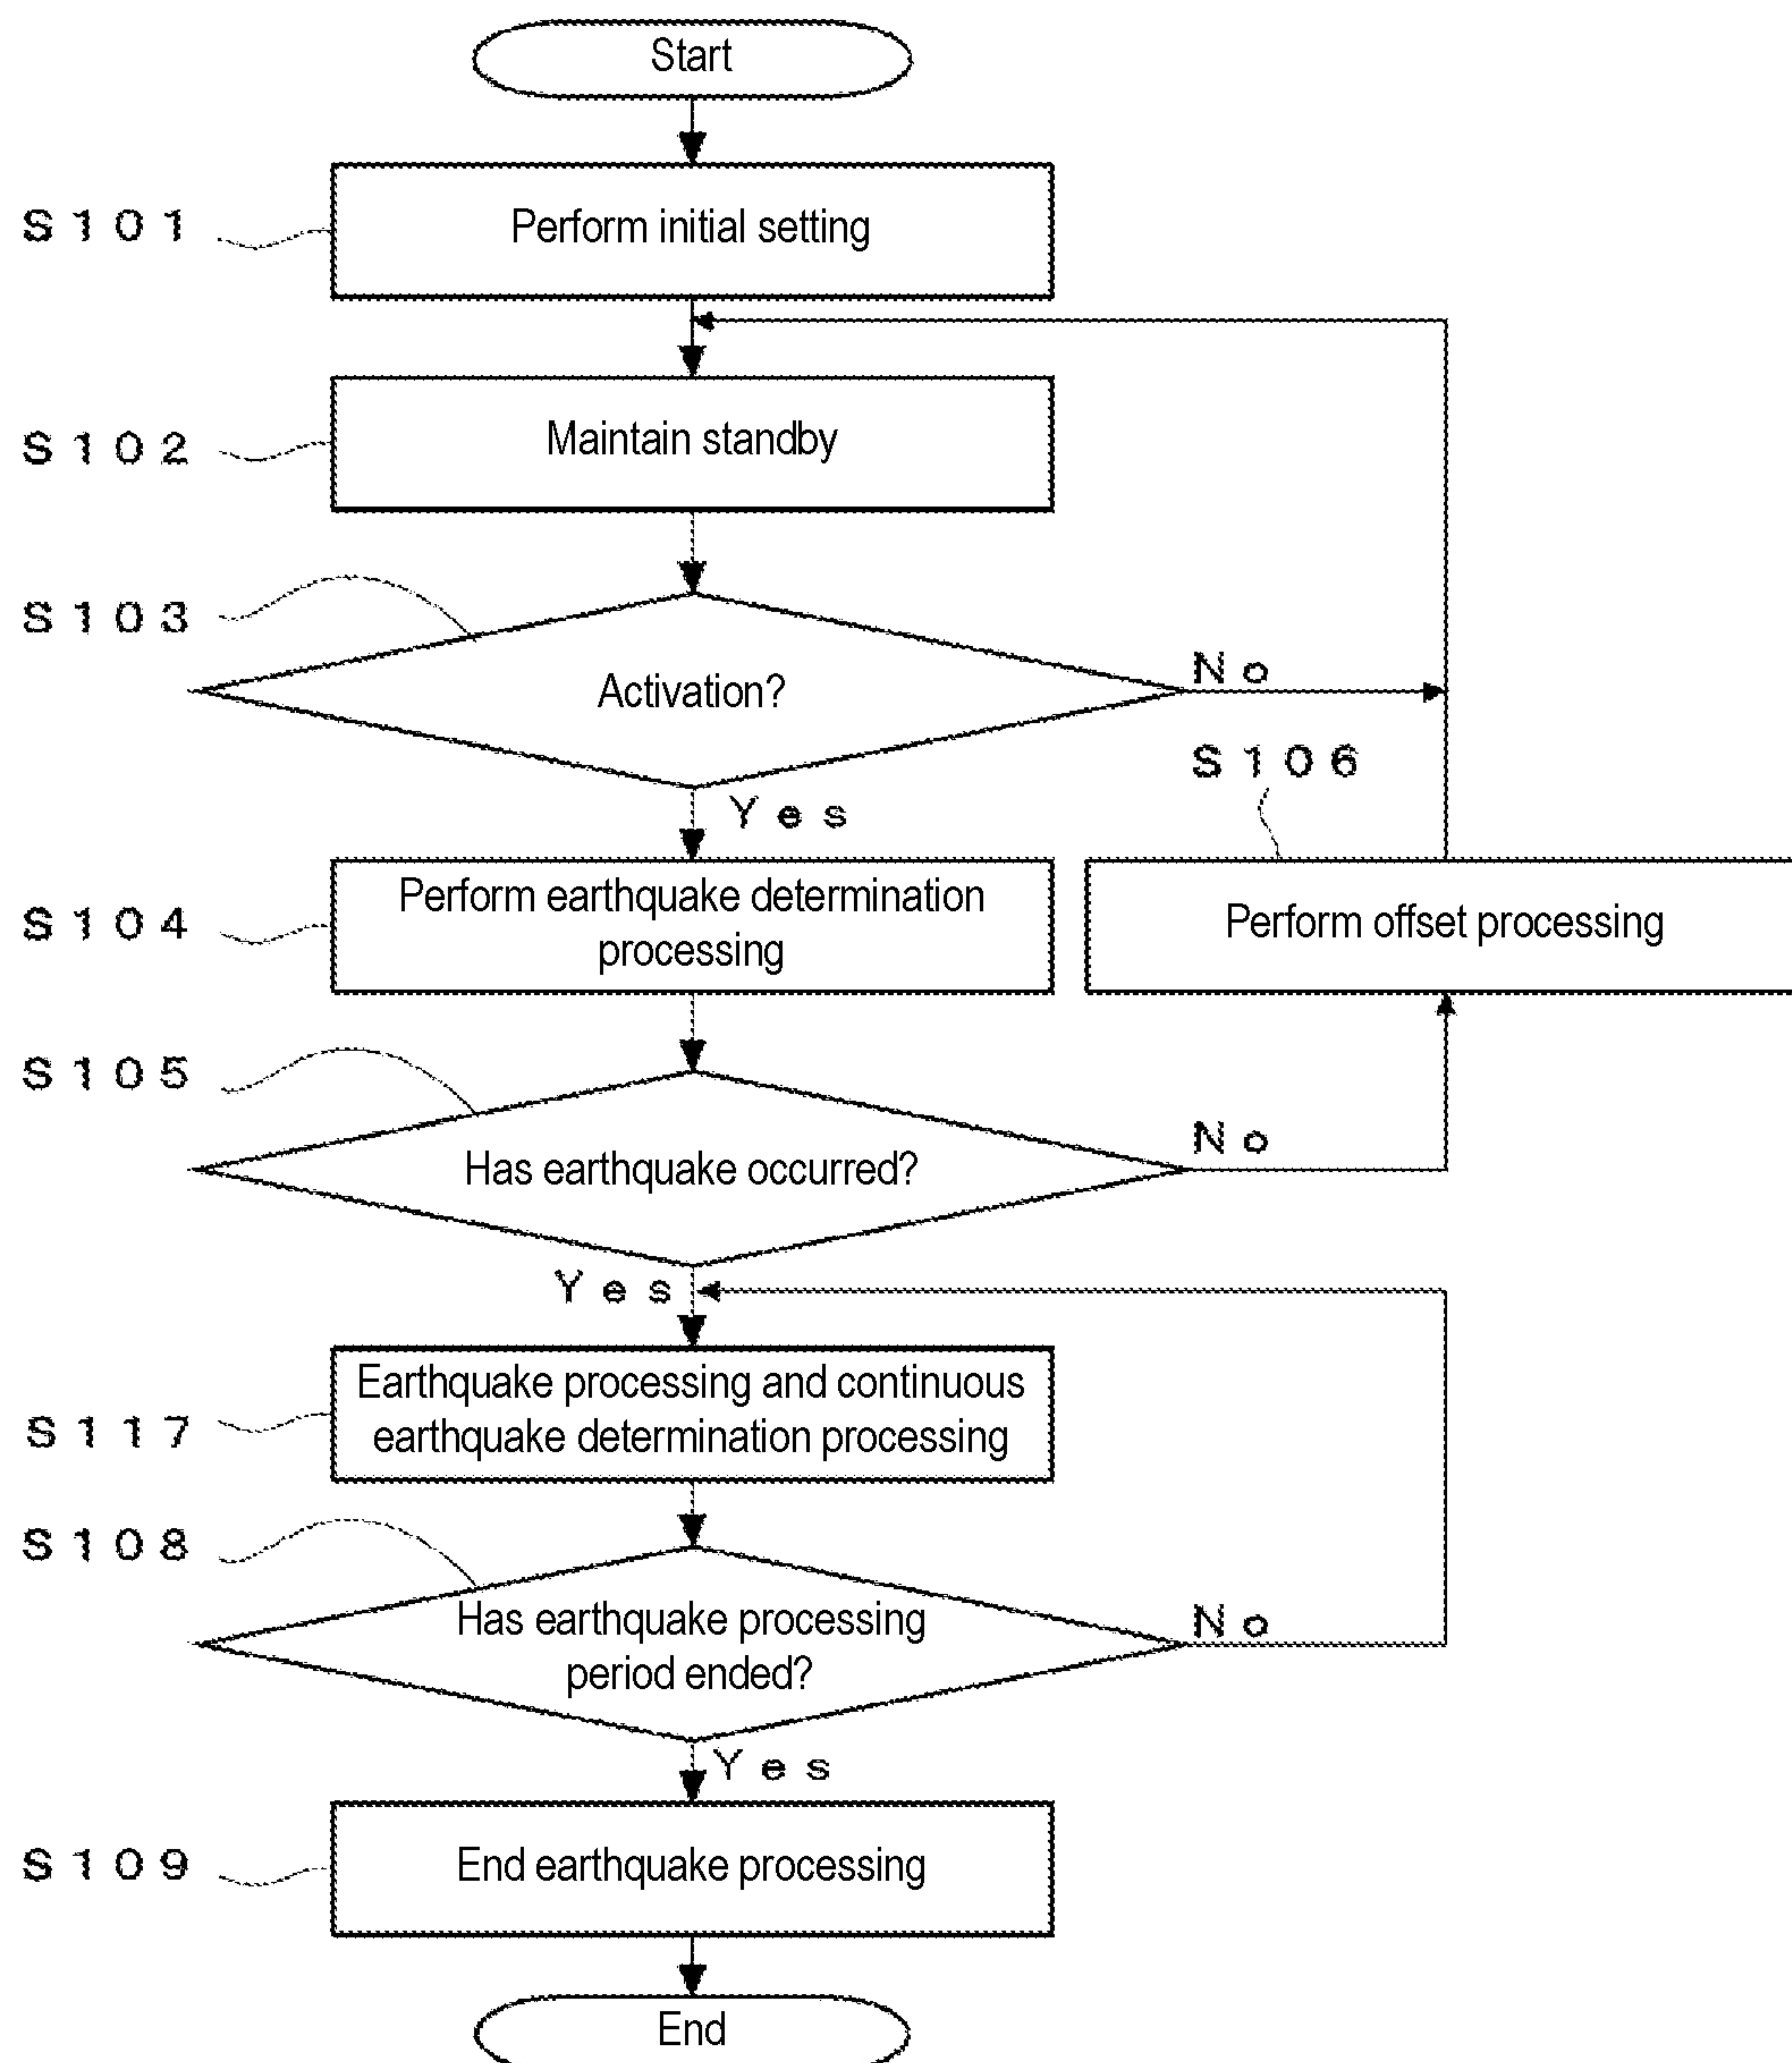 Start
S101
Perform initial setting
S102
Maintain standby
S103
Activation?
No
S106
Yes
S104
Perform earthquake determination
processing
Perform offset processing
S105
Has earthquake occurred?
No
Yes
S117
Earthquake processing and continuous
earthquake determination processing
S108
Has earthquake processing
period ended?
No
Yes
S109
End earthquake processing
End